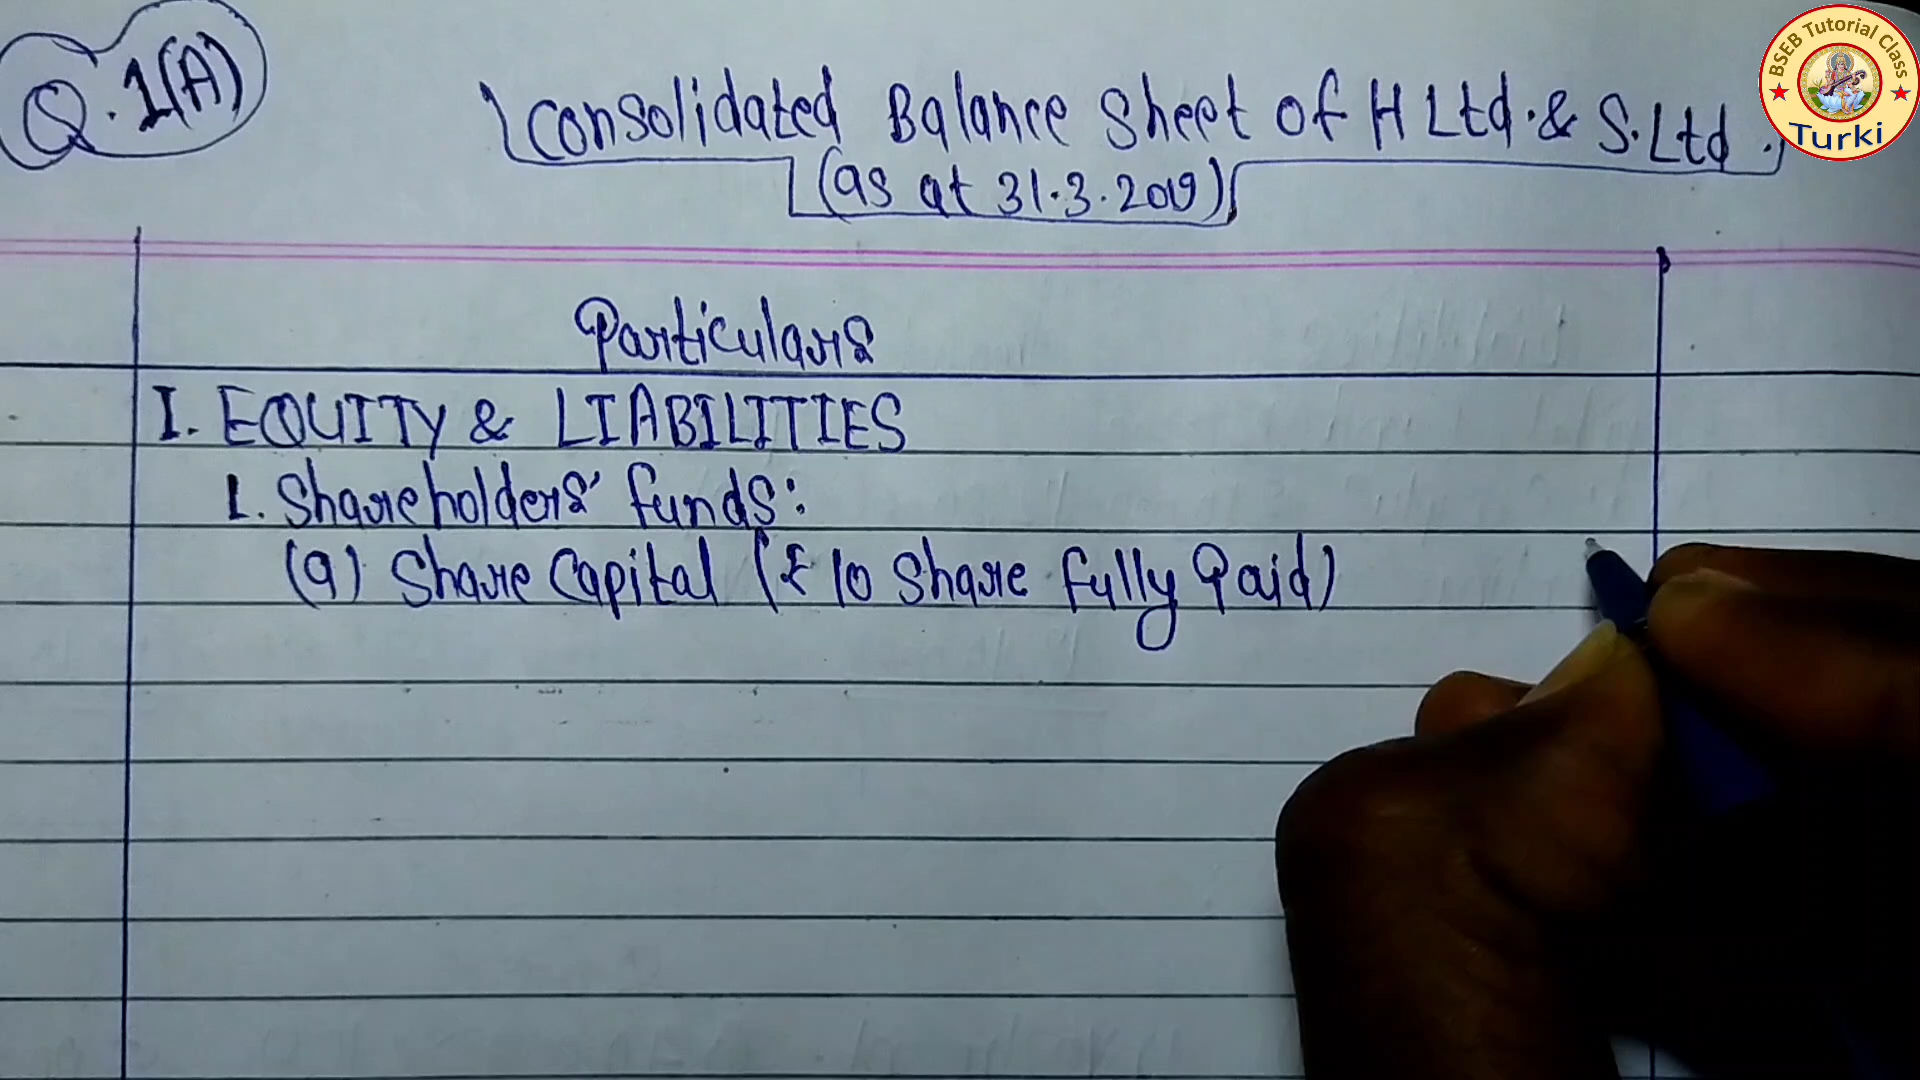 Q.1(A)
Consolidated Balance Sheet of H Ltd. & S. Ltd.
(as at 31.3.2019)
BSEB Tutorial Class
Turki
Particulars
I. EQUITY & LIABILITIES
1. Shareholders' funds:
(a) Share Capital (₹ 10 Share Fully Paid)